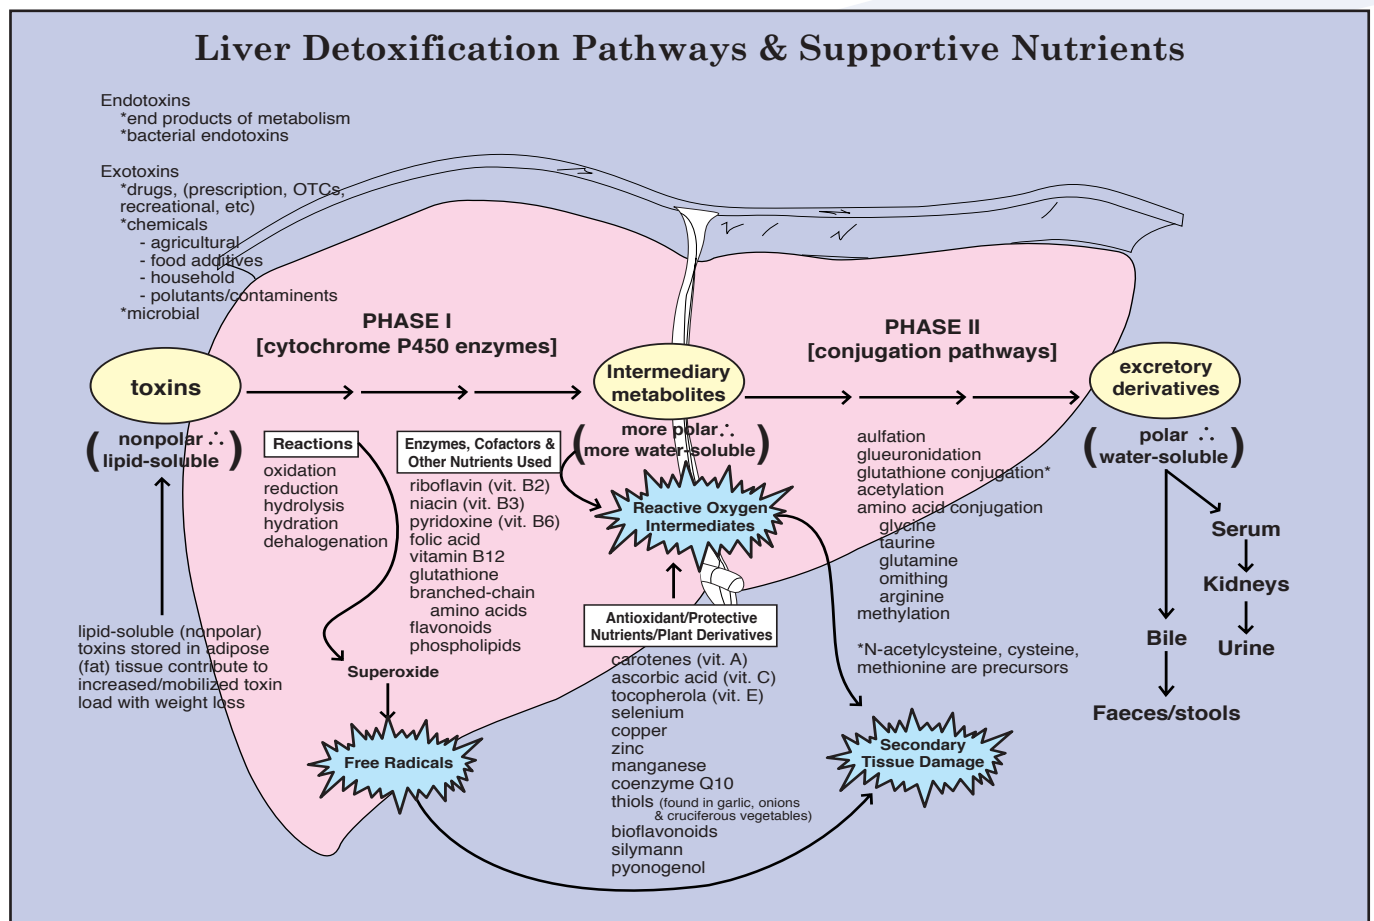 Liver Detoxification Pathways & Supportive Nutrients
Endotoxins
*end products of metabolism
*bacterial endotoxins
Exotoxins
*drugs, (prescription, OTCs,
recreational, etc)
*chemicals
- agricultural
- food additives
- household
- polutants/contaminents
*microbial
PHASE I
[cytochrome P450 enzymes]
PHASE II
[conjugation pathways]
toxins
(nonpolar ∴
lipid-soluble)
Intermediary
metabolites
(more polar∴
more water-soluble)
excretory
derivatives
(polar ∴
water-soluble)
Reactions
oxidation
reduction
hydrolysis
hydration
dehalogenation
Enzymes, Cofactors &
Other Nutrients Used
riboflavin (vit. B2)
niacin (vit. B3)
pyridoxine (vit. B6)
folic acid
vitamin B12
glutathione
branched-chain
amino acids
flavonoids
phospholipids
Reactive Oxygen
Intermediates
aulfation
glueuronidation
glutathione conjugation*
acetylation
amino acid conjugation
glycine
taurine
glutamine
omithing
arginine
methylation
*N-acetylcysteine, cysteine,
methionine are precursors
Serum
Kidneys
Urine
Bile
Faeces/stools
lipid-soluble (nonpolar)
toxins stored in adipose
(fat) tissue contribute to
increased/mobilized toxin
load with weight loss
Superoxide
Free Radicals
Antioxidant/Protective
Nutrients/Plant Derivatives
carotenes (vit. A)
ascorbic acid (vit. C)
tocopherola (vit. E)
selenium
copper
zinc
manganese
coenzyme Q10
thiols (found in garlic, onions
& cruciferous vegetables)
bioflavonoids
silymann
pyonogenol
Secondary
Tissue Damage